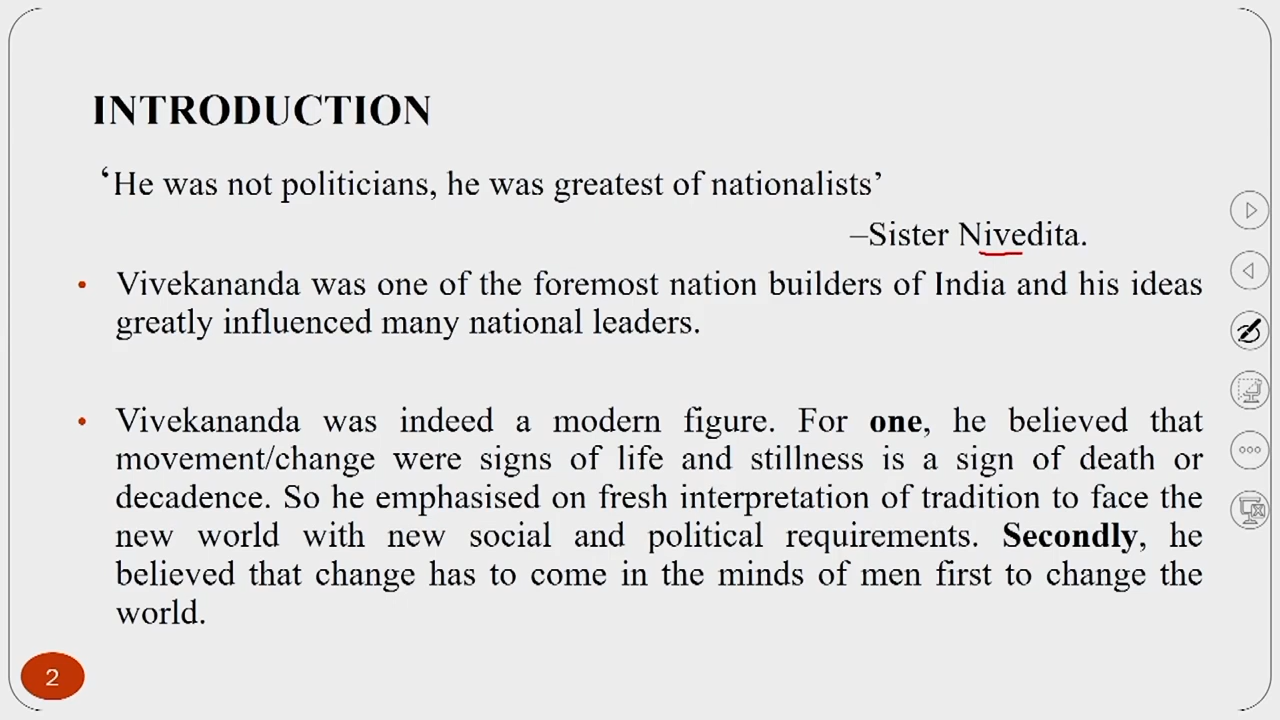 INTRODUCTION
‘He was not politicians, he was greatest of nationalists’
–Sister Nivedita.
• Vivekananda was one of the foremost nation builders of India and his ideas
greatly influenced many national leaders.
• Vivekananda was indeed a modern figure. For one, he believed that
movement/change were signs of life and stillness is a sign of death or
decadence. So he emphasised on fresh interpretation of tradition to face the
new world with new social and political requirements. Secondly, he
believed that change has to come in the minds of men first to change the
world.
2